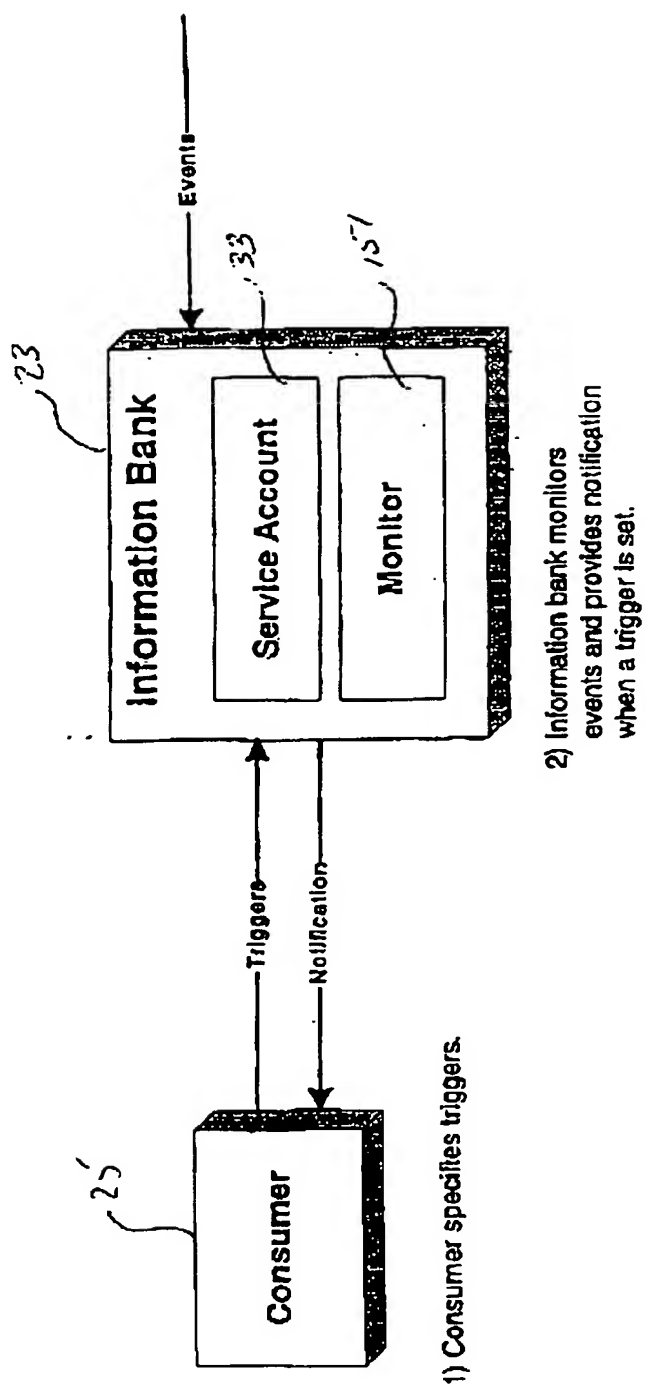 23
Information Bank
Events
Service Account
33
Monitor
Triggers
Notification
25
Consumer
1) Consumer specifies triggers.
2) Information bank monitors
events and provides notification
when a trigger is set.